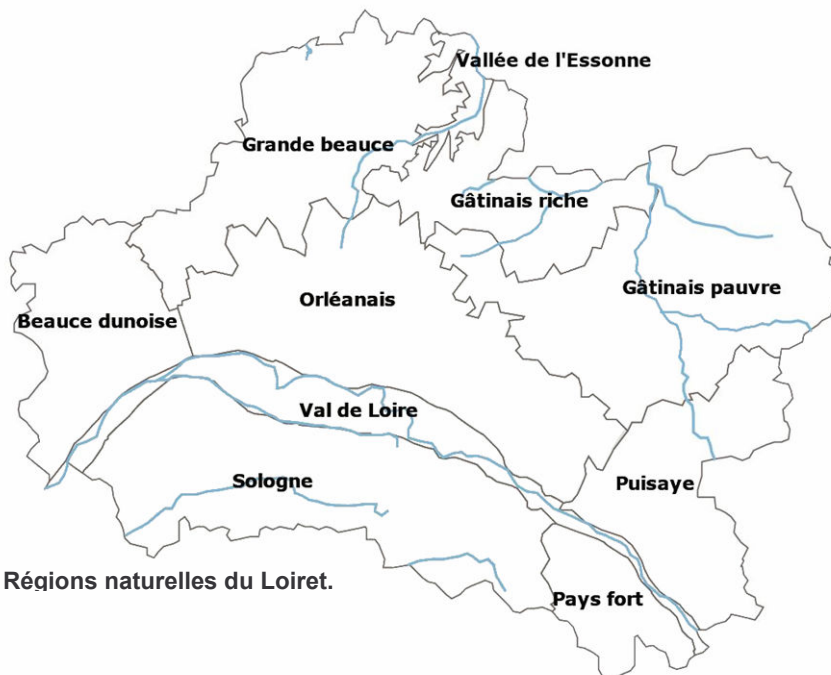 Vallée de l'Essonne
Grande beauce
Gâtinais riche
Gâtinais pauvre
Orléanais
Beauce dunoise
Val de Loire
Sologne
Puisaye
Régions naturelles du Loiret.
Pays fort